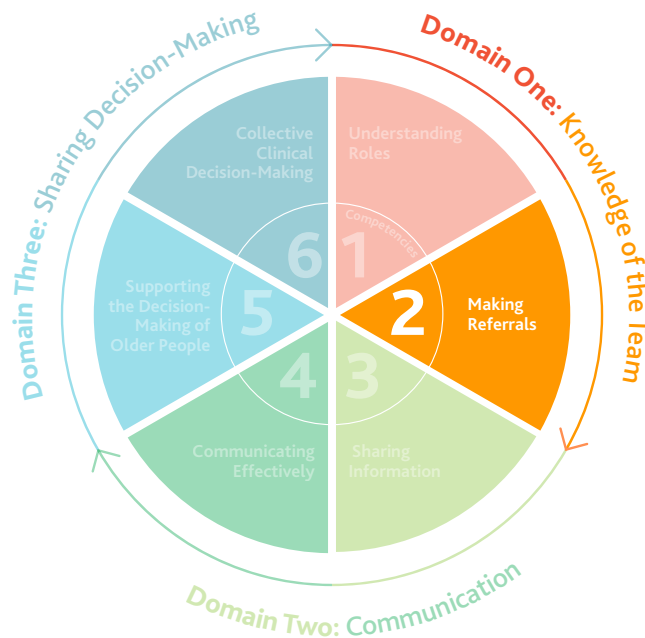 Domain One: Knowledge of the Team
Competencies
1
Understanding
Roles
2
Making
Referrals
Domain Two: Communication
3
Sharing
Information
4
Communicating
Effectively
Domain Three: Sharing Decision-Making
5
Supporting
the Decision-
Making of
Older People
6
Collective
Clinical
Decision-Making